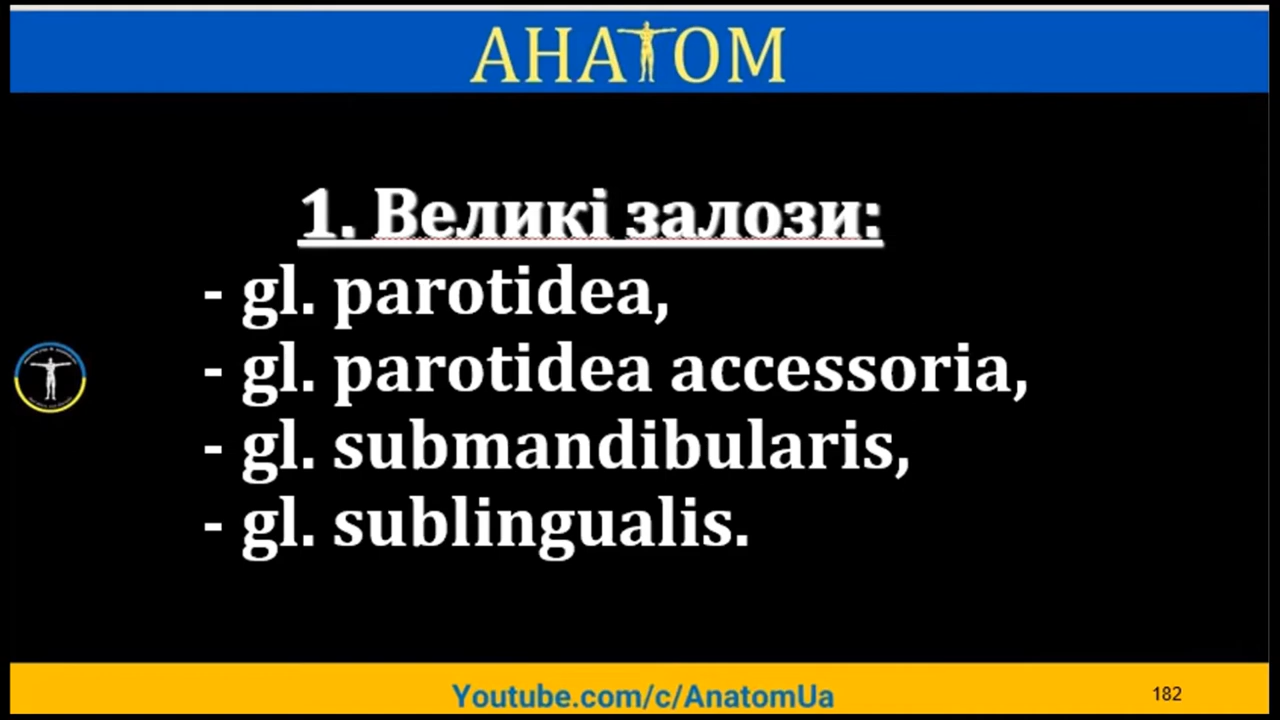 АНАТОМ
1. Великі залози:
- gl. parotidea,
- gl. parotidea accessoria,
- gl. submandibularis,
- gl. sublingualis.
Youtube.com/c/AnatomUa
182